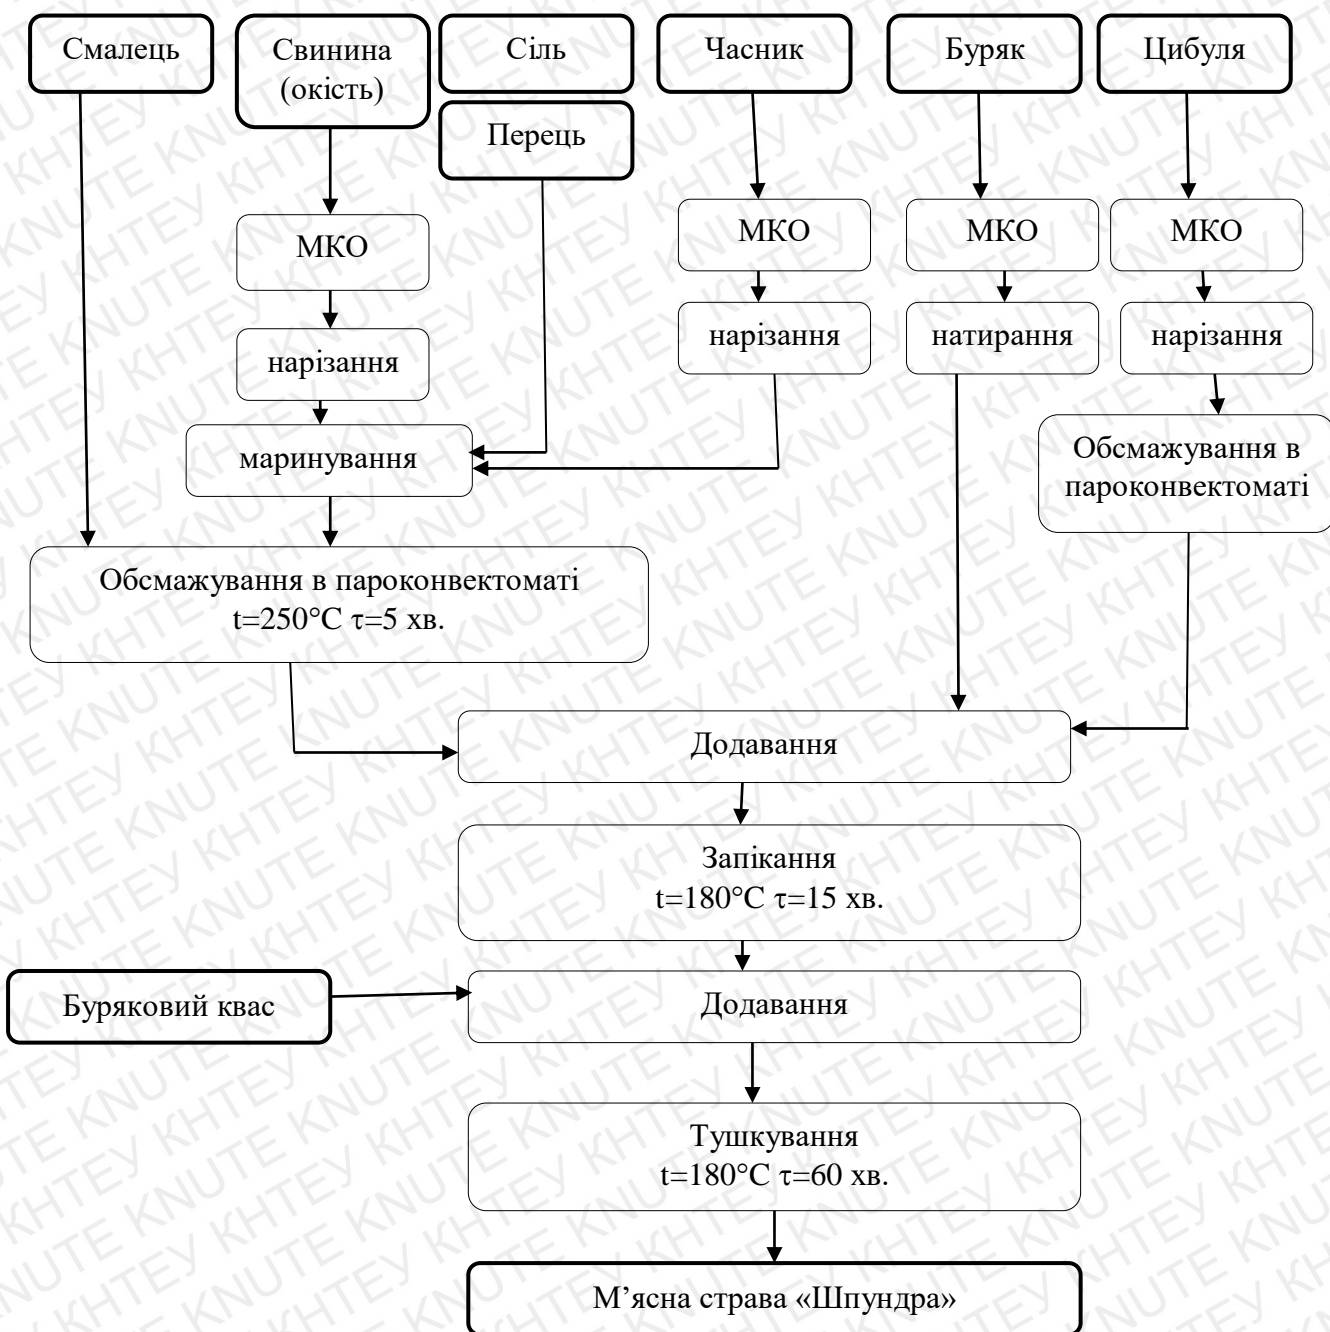 Смалець
Свинина
(окість)
Сіль
Перець
Часник
Буряк
Цибуля
МКО
МКО
МКО
МКО
нарізання
нарізання
натирання
нарізання
маринування
Обсмажування в
пароконвектоматі
Обсмажування в пароконвектоматі
t=250°C τ=5 хв.
Додавання
Запікання
t=180°C τ=15 хв.
Буряковий квас
Додавання
Тушкування
t=180°C τ=60 хв.
М’ясна страва «Шпундра»